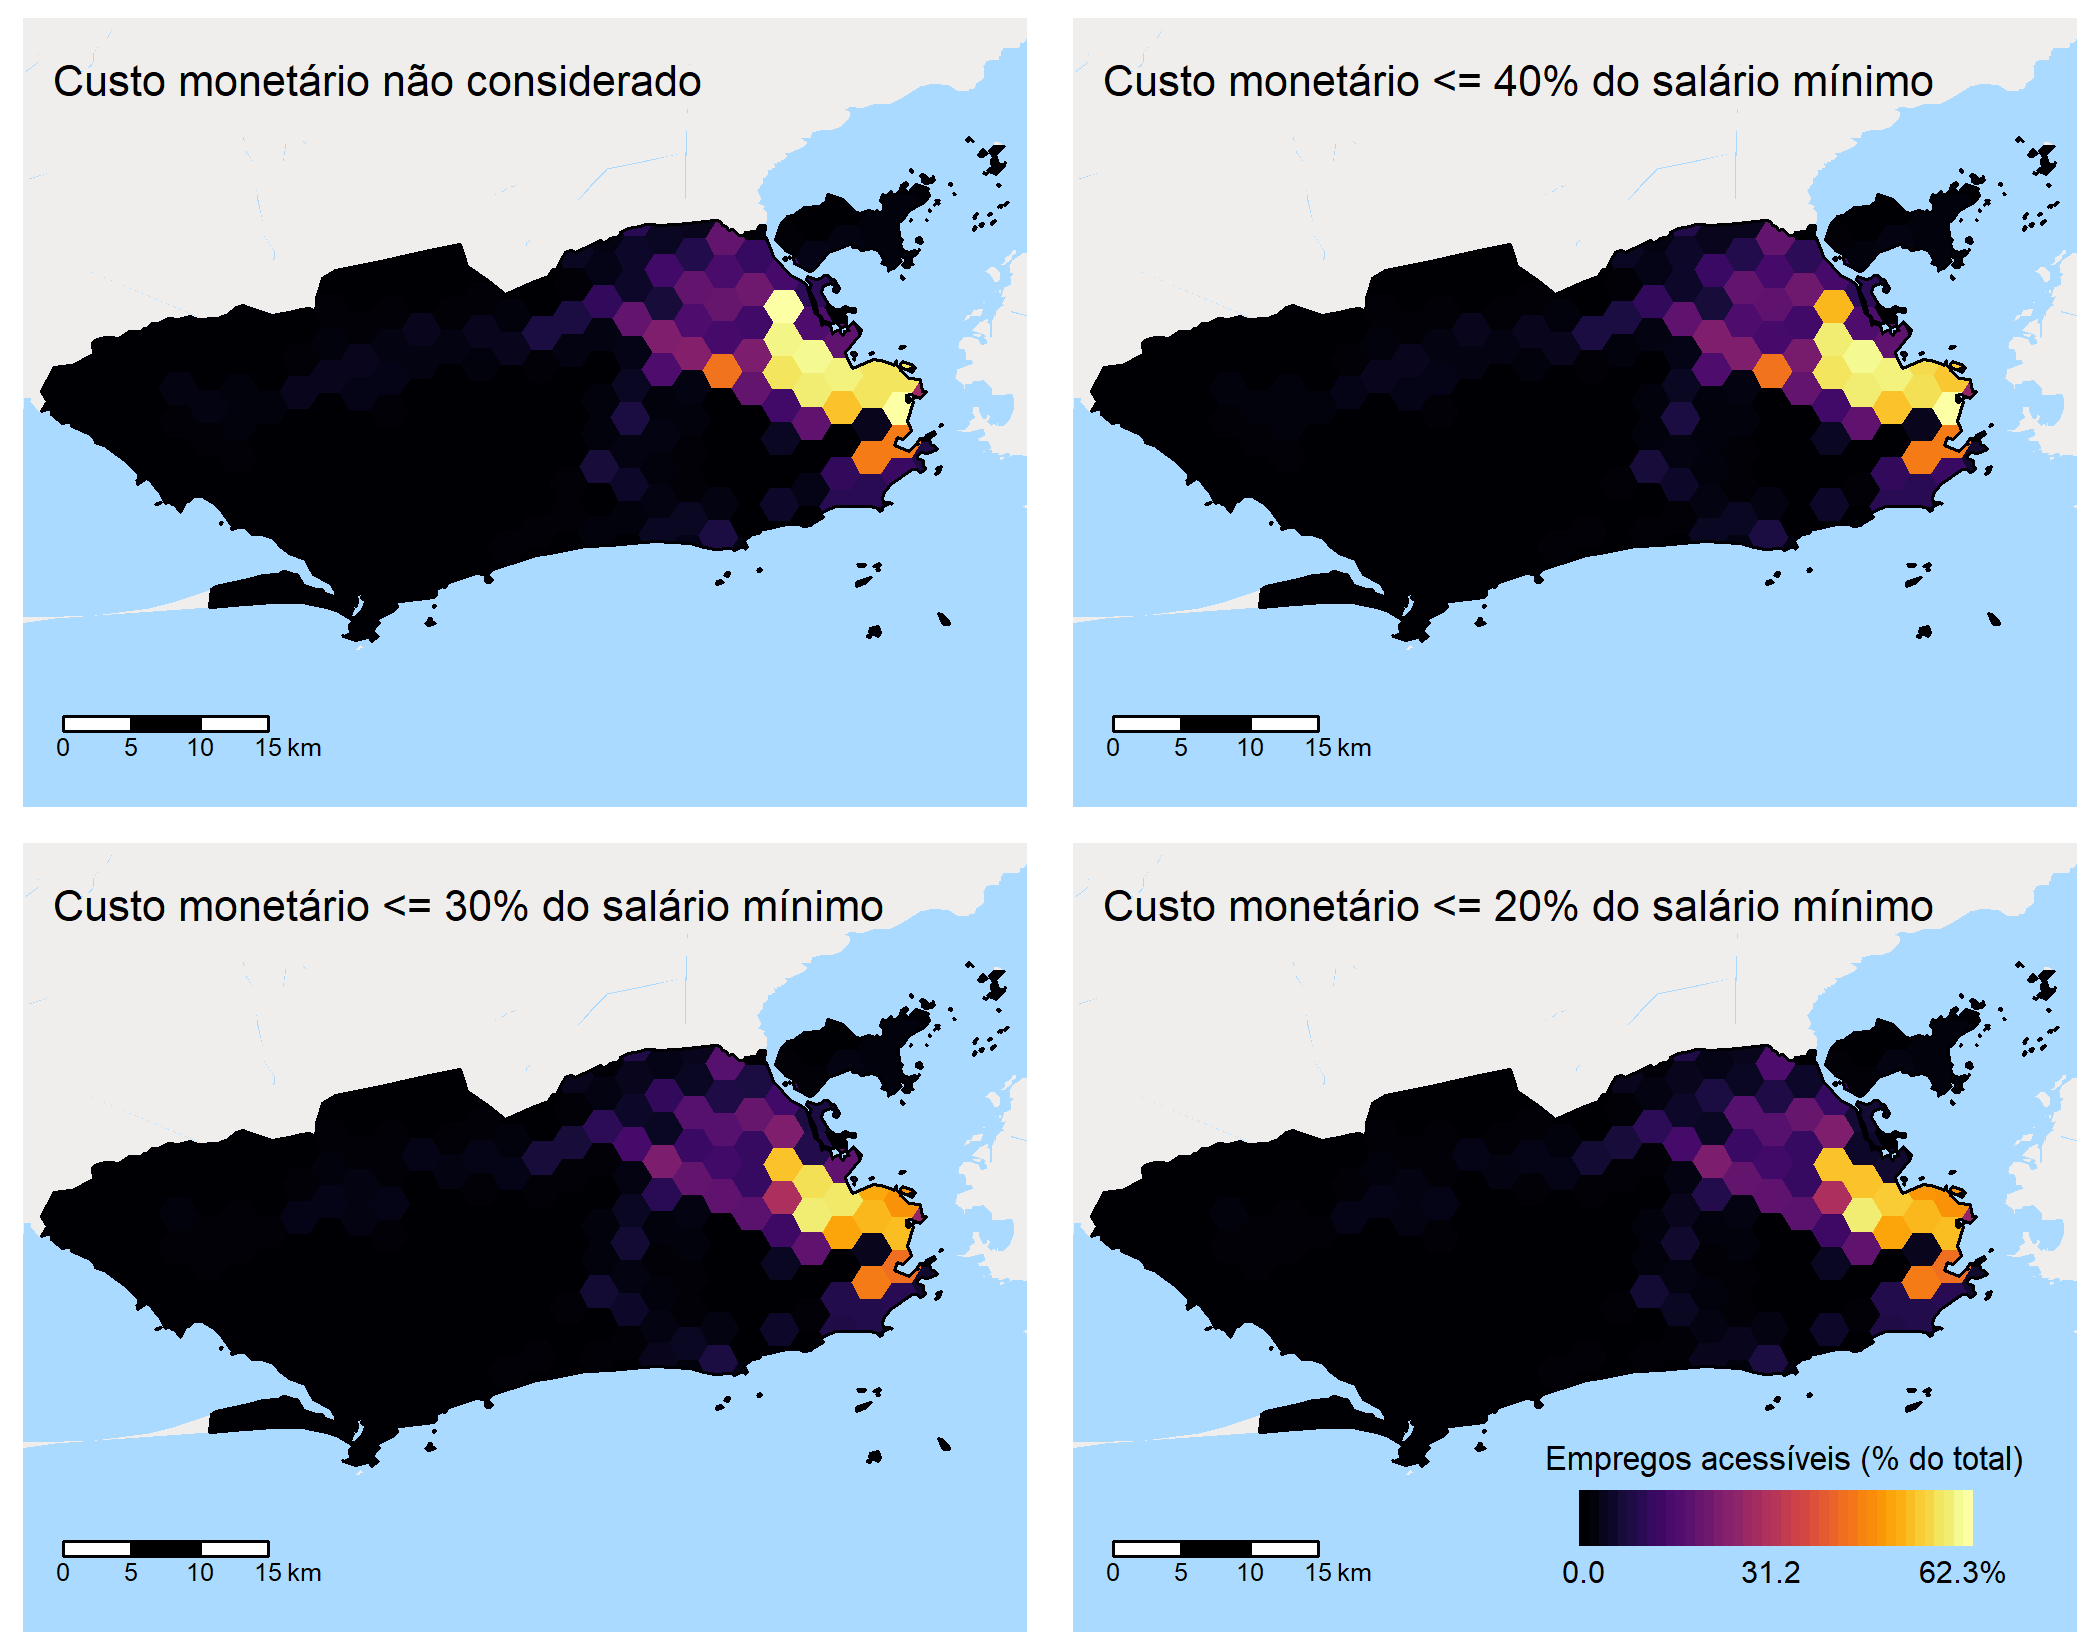 Custo monetário não considerado
0 5 10 15 km
Custo monetário <= 40% do salário mínimo
0 5 10 15 km
Custo monetário <= 30% do salário mínimo
0 5 10 15 km
Custo monetário <= 20% do salário mínimo
Empregos acessíveis (% do total)
0.0 31.2 62.3%
0 5 10 15 km